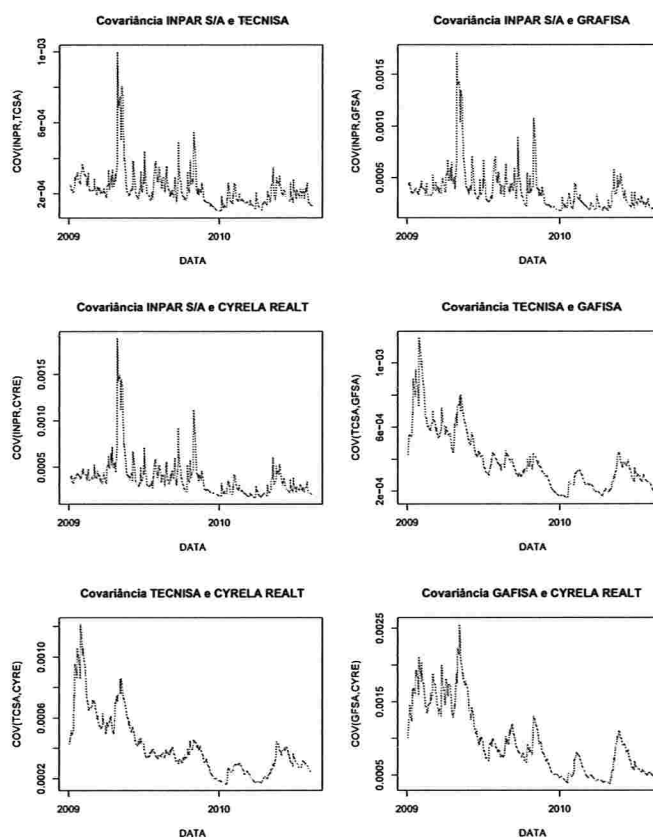 Covariância INPAR S/A e TECNISA
COV(INPR,TCSA)
1e-03
6e-04
2e-04
2009
2010
DATA
Covariância INPAR S/A e GRAFISA
COV(INPR,GFSA)
0.0015
0.0010
0.0005
2009
2010
DATA
Covariância INPAR S/A e CYRELA REALT
COV(INPR,CYRE)
0.0015
0.0010
0.0005
2009
2010
DATA
Covariância TECNISA e GAFISA
COV(TCSA,GFSA)
1e-03
6e-04
2e-04
2009
2010
DATA
Covariância TECNISA e CYRELA REALT
COV(TCSA,CYRE)
0.0010
0.0006
0.0002
2009
2010
DATA
Covariância GAFISA e CYRELA REALT
COV(GFSA,CYRE)
0.0025
0.0015
0.0005
2009
2010
DATA